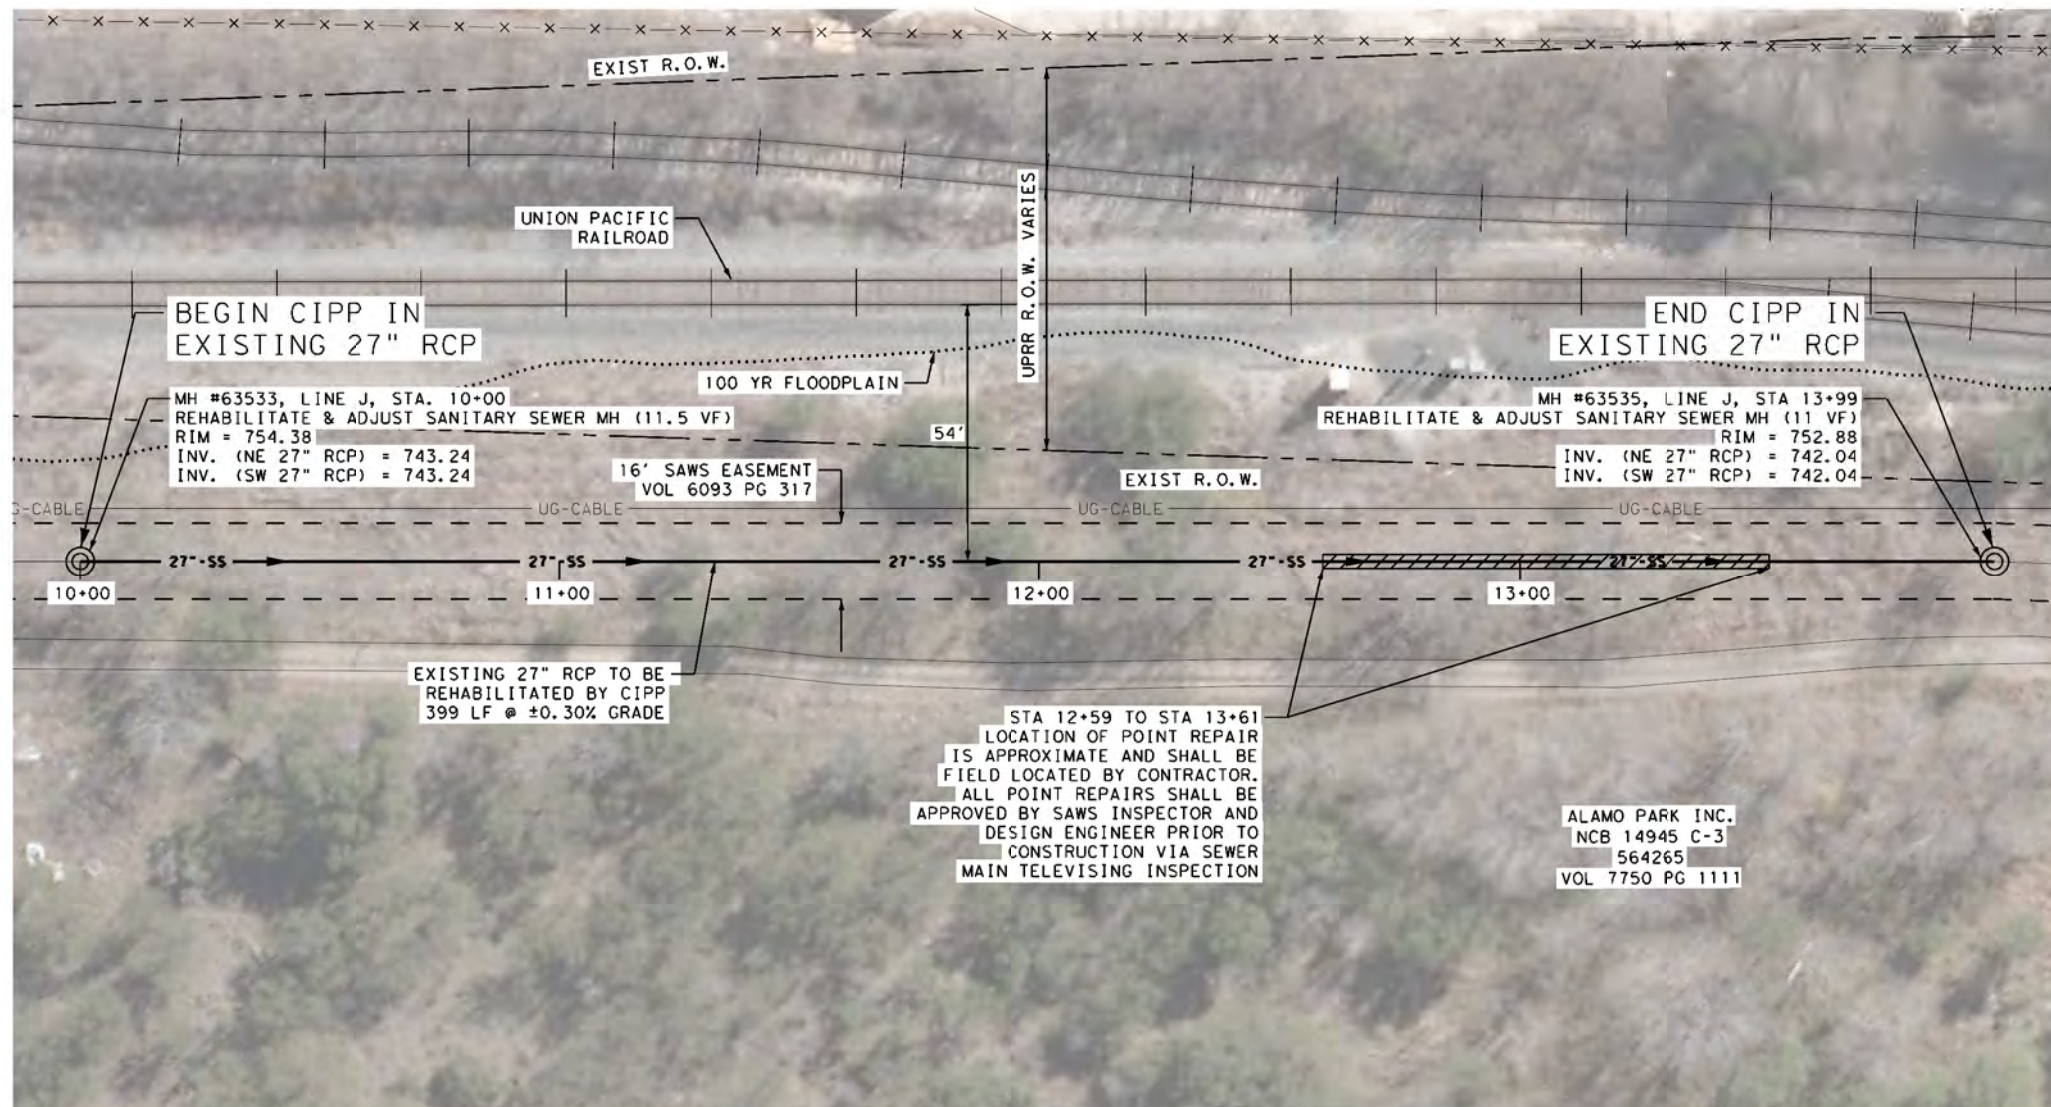 EXIST R.O.W.
UNION PACIFIC
RAILROAD
UPRR R.O.W. VARIES
BEGIN CIPP IN
EXISTING 27" RCP
END CIPP IN
EXISTING 27" RCP
100 YR FLOODPLAIN
MH #63533, LINE J, STA. 10+00
REHABILITATE & ADJUST SANITARY SEWER MH (11.5 VF)
RIM = 754.38
INV. (NE 27" RCP) = 743.24
INV. (SW 27" RCP) = 743.24
54'
MH #63535, LINE J, STA 13+99
REHABILITATE & ADJUST SANITARY SEWER MH (11 VF)
RIM = 752.88
INV. (NE 27" RCP) = 742.04
INV. (SW 27" RCP) = 742.04
16' SAWS EASEMENT
VOL 6093 PG 317
EXIST R.O.W.
G-CABLE
UG-CABLE
UG-CABLE
UG-CABLE
27"-SS
27"-SS
27"-SS
27"-SS
27"-SS
10+00
11+00
12+00
13+00
EXISTING 27" RCP TO BE
REHABILITATED BY CIPP
399 LF @ ±0.30% GRADE
STA 12+59 TO STA 13+61
LOCATION OF POINT REPAIR
IS APPROXIMATE AND SHALL BE
FIELD LOCATED BY CONTRACTOR.
ALL POINT REPAIRS SHALL BE
APPROVED BY SAWS INSPECTOR AND
DESIGN ENGINEER PRIOR TO
CONSTRUCTION VIA SEWER
MAIN TELEVISING INSPECTION
ALAMO PARK INC.
NCB 14945 C-3
564265
VOL 7750 PG 1111